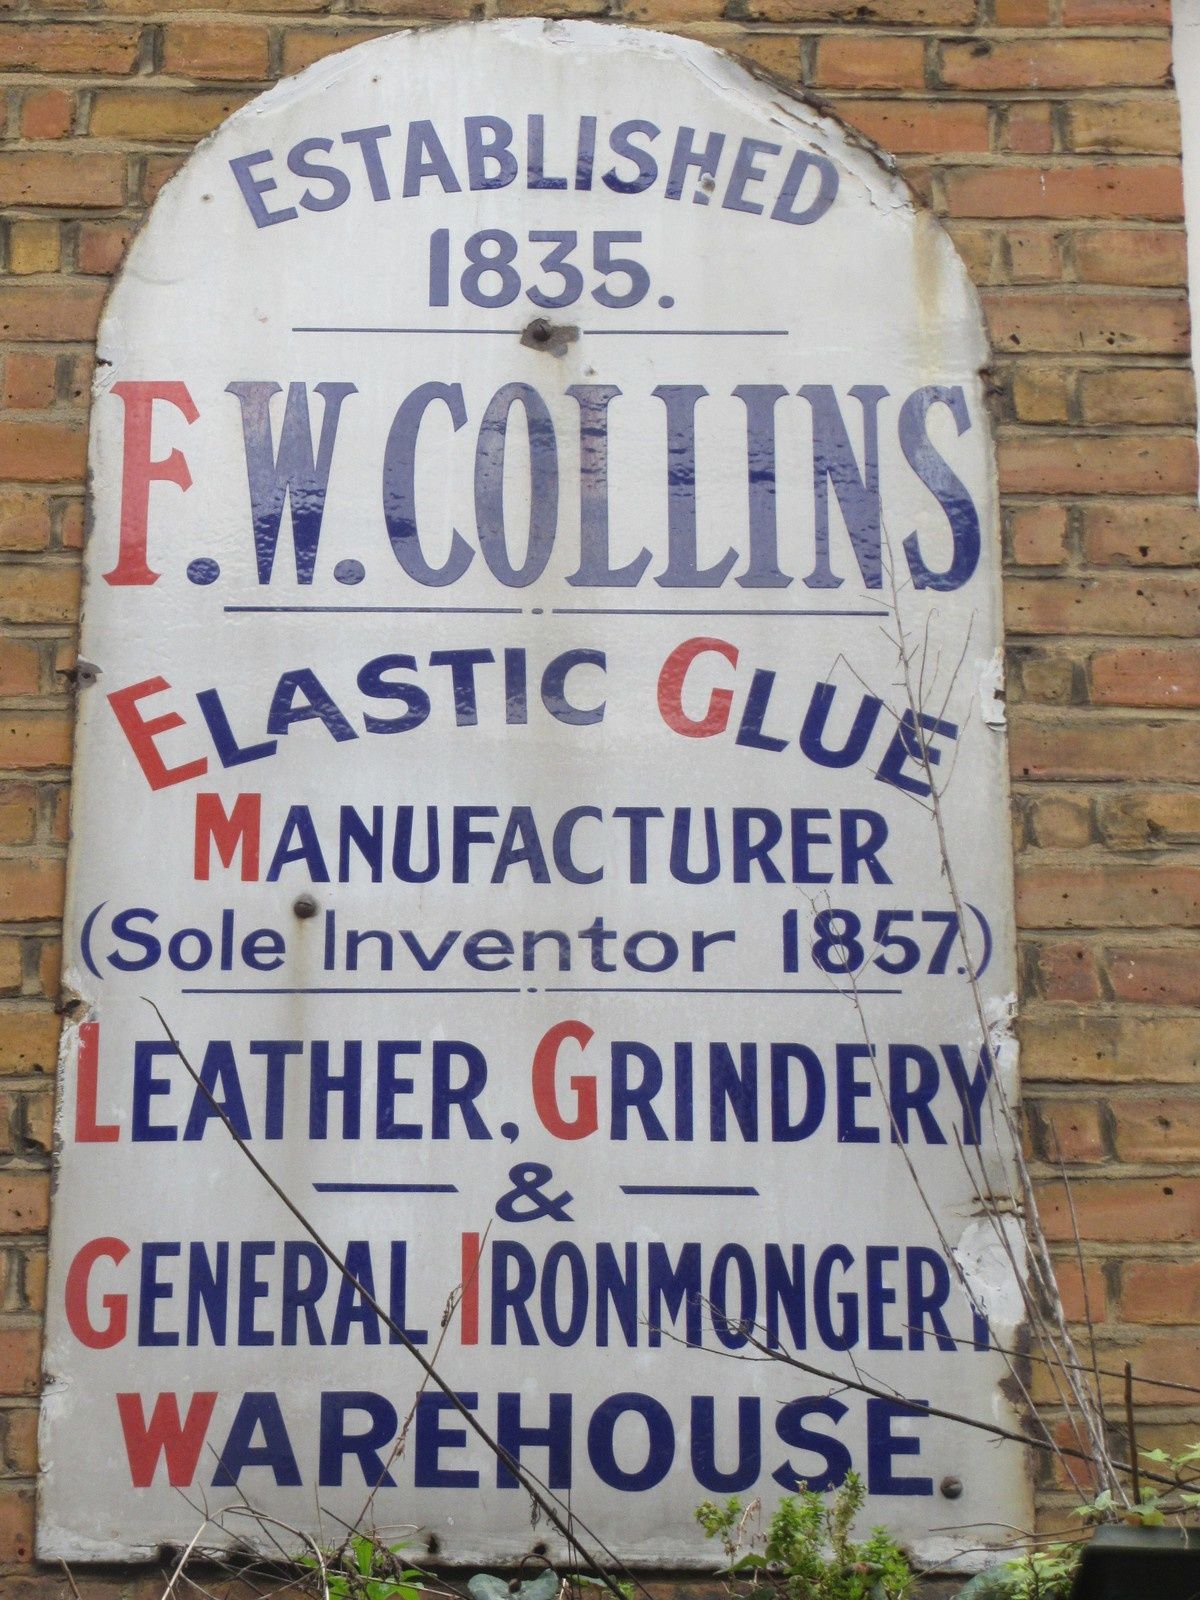 ESTABLISHED
1835.
F.W.COLLINS
ELASTIC GLUE
MANUFACTURER
(Sole Inventor 1857.)
LEATHER, GRINDERY
&
GENERAL IRONMONGERY
WAREHOUSE.